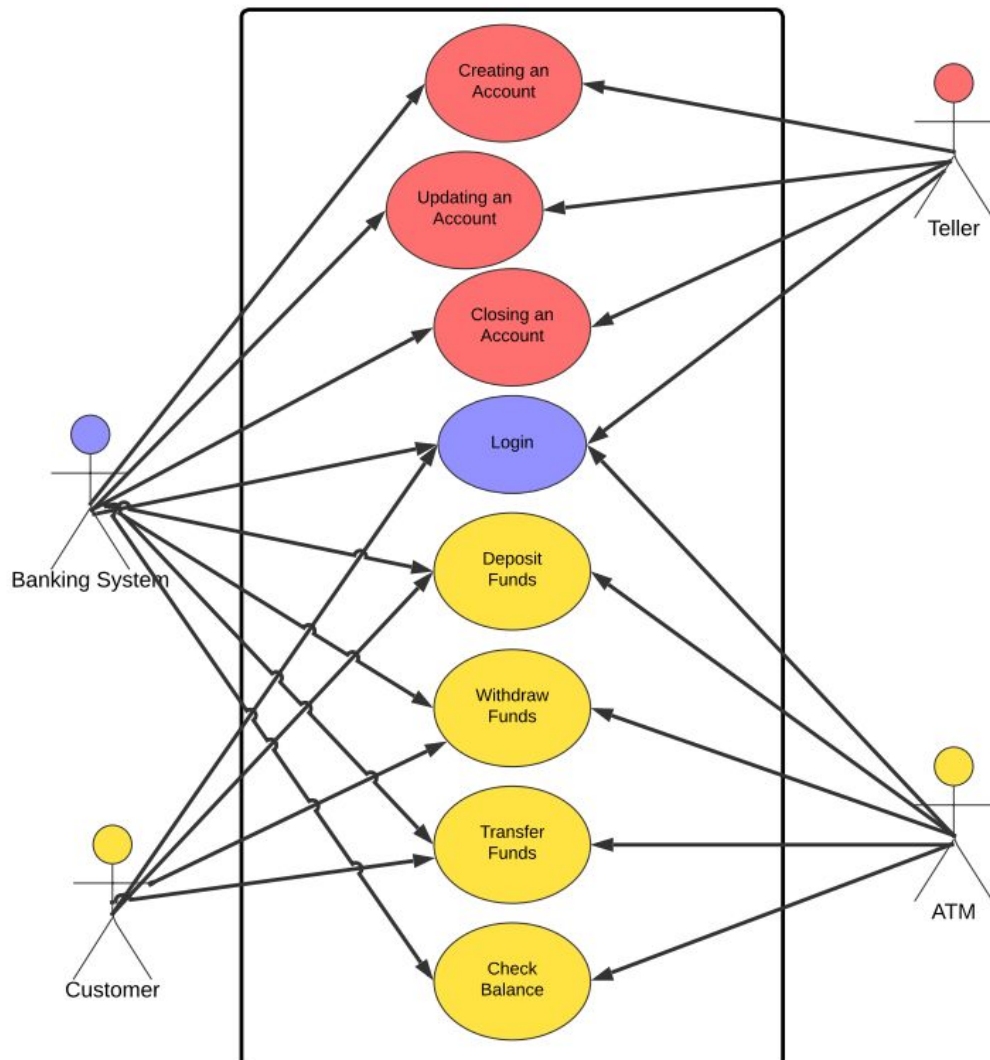 Creating an
Account
Teller
Updating an
Account
Closing an
Account
Login
Banking System
Deposit
Funds
Withdraw
Funds
Transfer
Funds
ATM
Customer
Check
Balance